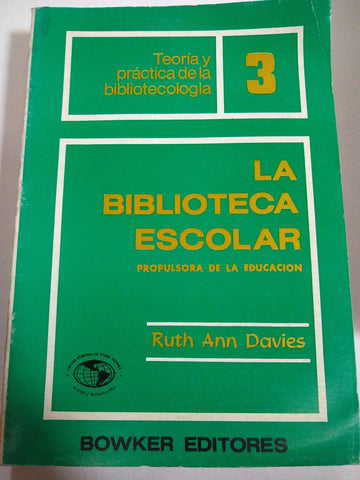 Teoría y
práctica de la
bibliotecología
3
LA
BIBLIOTECA
ESCOLAR
PROPULSORA DE LA EDUCACION
Ruth Ann Davies
BOWKER EDITORES